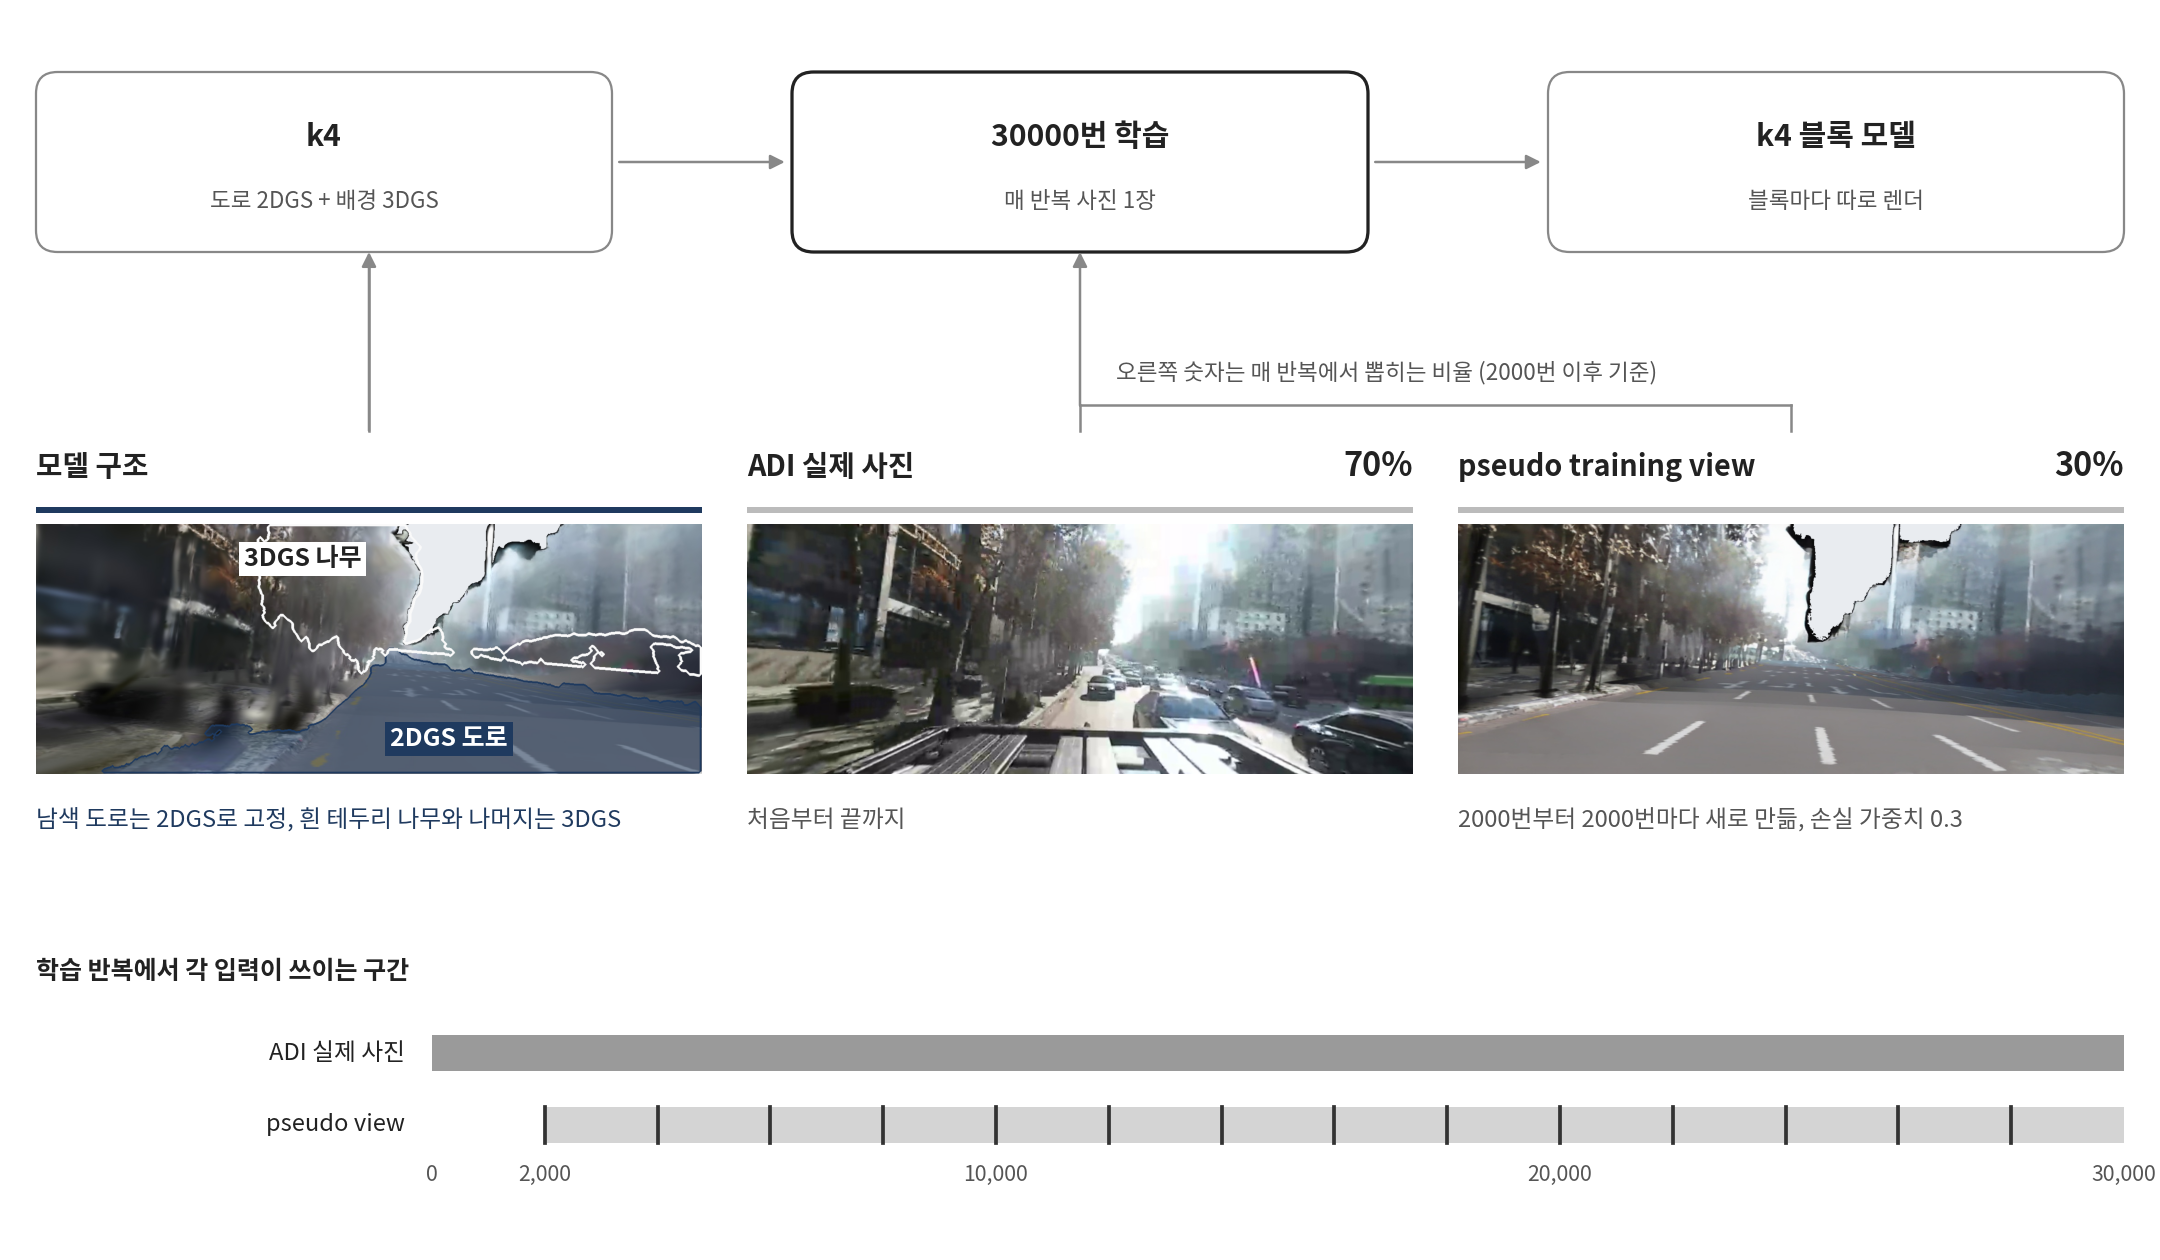 k4
도로 2DGS + 배경 3DGS
30000번 학습
매 반복 사진 1장
k4 블록 모델
블록마다 따로 렌더
오른쪽 숫자는 매 반복에서 뽑히는 비율 (2000번 이후 기준)
모델 구조
ADI 실제 사진 70%
pseudo training view 30%
3DGS 나무
2DGS 도로
남색 도로는 2DGS로 고정, 흰 테두리 나무와 나머지는 3DGS
처음부터 끝까지
2000번부터 2000번마다 새로 만듦, 손실 가중치 0.3
학습 반복에서 각 입력이 쓰이는 구간
ADI 실제 사진
pseudo view
0 2,000 10,000 20,000 30,000